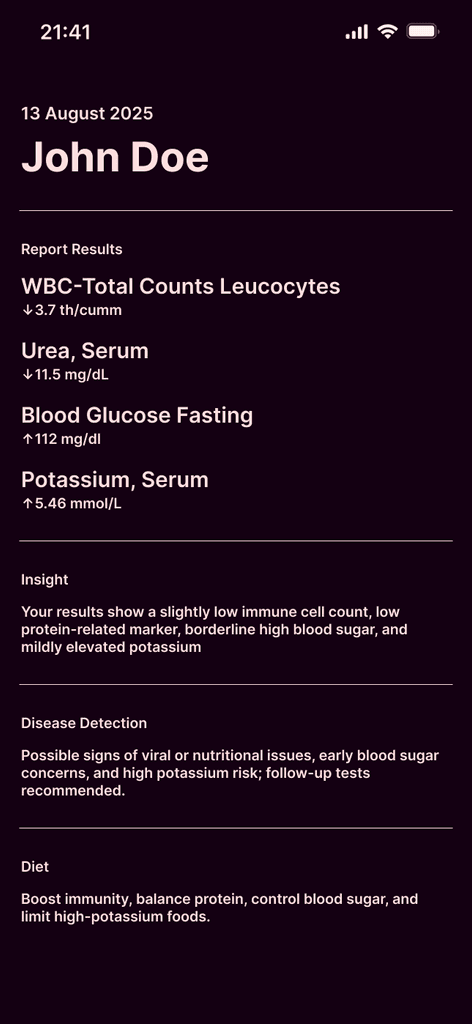 21:41
13 August 2025
John Doe
Report Results
WBC-Total Counts Leucocytes
↓3.7 th/cumm
Urea, Serum
↓11.5 mg/dL
Blood Glucose Fasting
↑112 mg/dl
Potassium, Serum
↑5.46 mmol/L
Insight
Your results show a slightly low immune cell count, low
protein-related marker, borderline high blood sugar, and
mildly elevated potassium
Disease Detection
Possible signs of viral or nutritional issues, early blood sugar
concerns, and high potassium risk; follow-up tests
recommended.
Diet
Boost immunity, balance protein, control blood sugar, and
limit high-potassium foods.